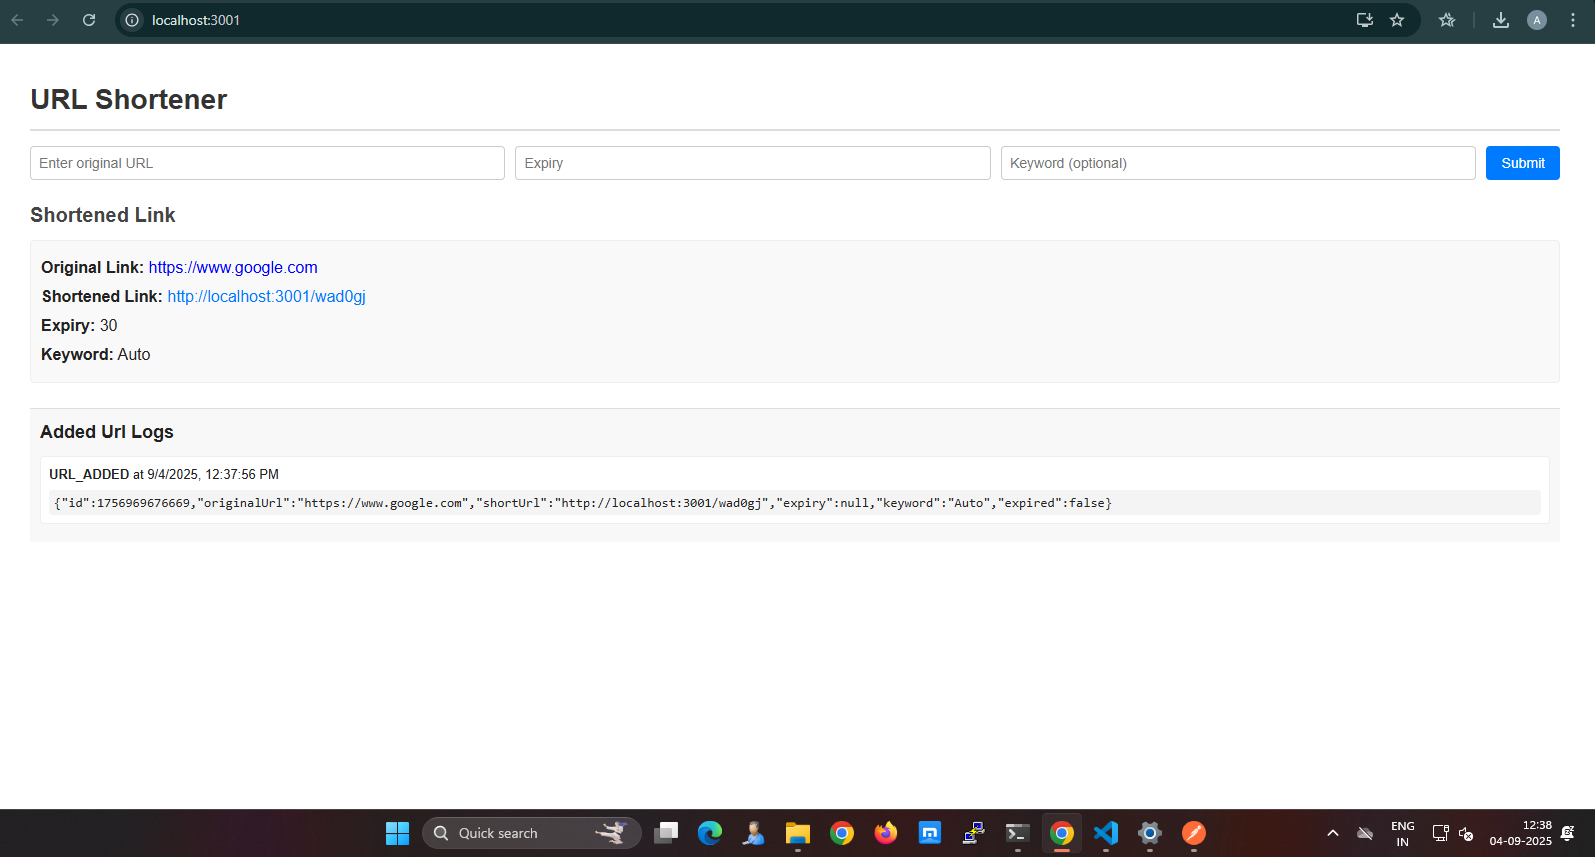 localhost:3001
A
URL Shortener
Enter original URL
Expiry
Keyword (optional)
Submit
Shortened Link
Original Link: https://www.google.com
Shortened Link: http://localhost:3001/wad0gj
Expiry: 30
Keyword: Auto
Added Url Logs
URL_ADDED at 9/4/2025, 12:37:56 PM
{"id":1756969676669,"originalUrl":"https://www.google.com","shortUrl":"http://localhost:3001/wad0gj","expiry":null,"keyword":"Auto","expired":false}
Quick search
ENG
IN
12:38
04-09-2025